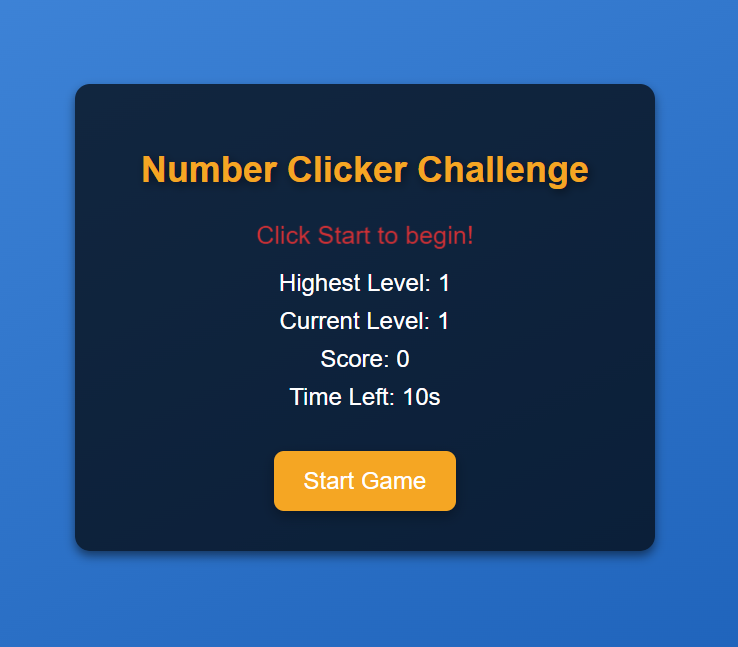 Number Clicker Challenge
Click Start to begin!
Highest Level: 1
Current Level: 1
Score: 0
Time Left: 10s
Start Game